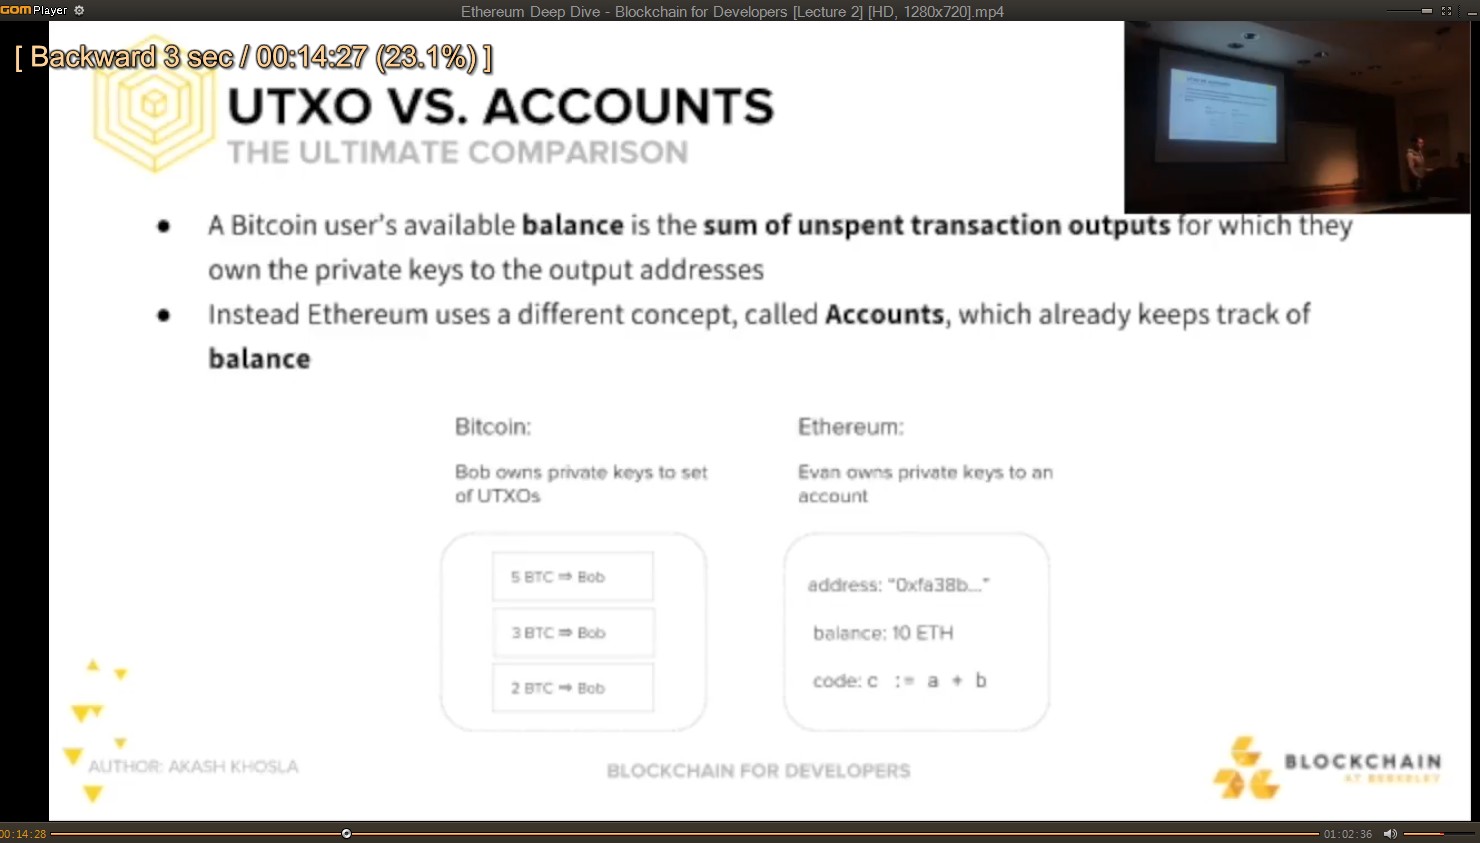 GOM Player
Ethereum Deep Dive - Blockchain for Developers [Lecture 2] [HD, 1280x720].mp4
[ Backward 3 sec / 00:14:27 (23.1%) ]
UTXO VS. ACCOUNTS
THE ULTIMATE COMPARISON
● A Bitcoin user's available balance is the sum of unspent transaction outputs for which they
own the private keys to the output addresses
● Instead Ethereum uses a different concept, called Accounts, which already keeps track of
balance
Bitcoin:
Bob owns private keys to set
of UTXOs
5 BTC ⇒ Bob
3 BTC ⇒ Bob
2 BTC ⇒ Bob
Ethereum:
Evan owns private keys to an
account
address: "0xfa38b..."
balance: 10 ETH
code: c := a + b
AUTHOR: AKASH KHOSLA
BLOCKCHAIN FOR DEVELOPERS
BLOCKCHAIN
AT BERKELEY
00:14:28
01:02:36